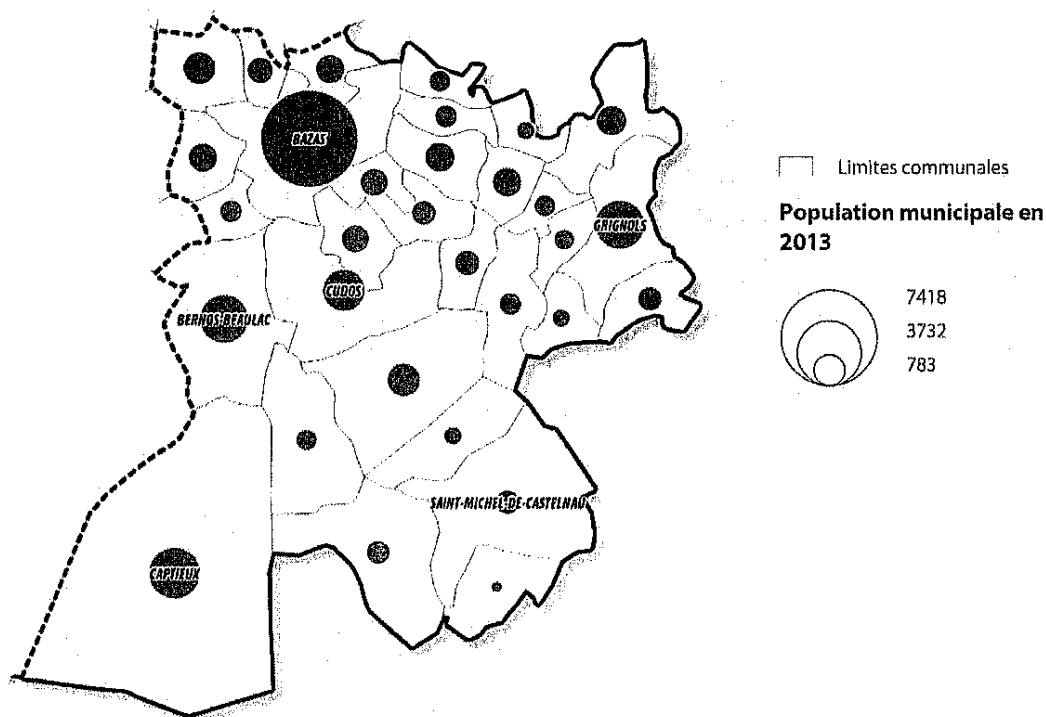 BAZAS
GRIGNOLS
CUDOS
BERNOS-BEAULAC
SAINT-MICHEL-DE-CASTELNAU
CAPTIEUX
Limites communales
Population municipale en
2013
7418
3732
783